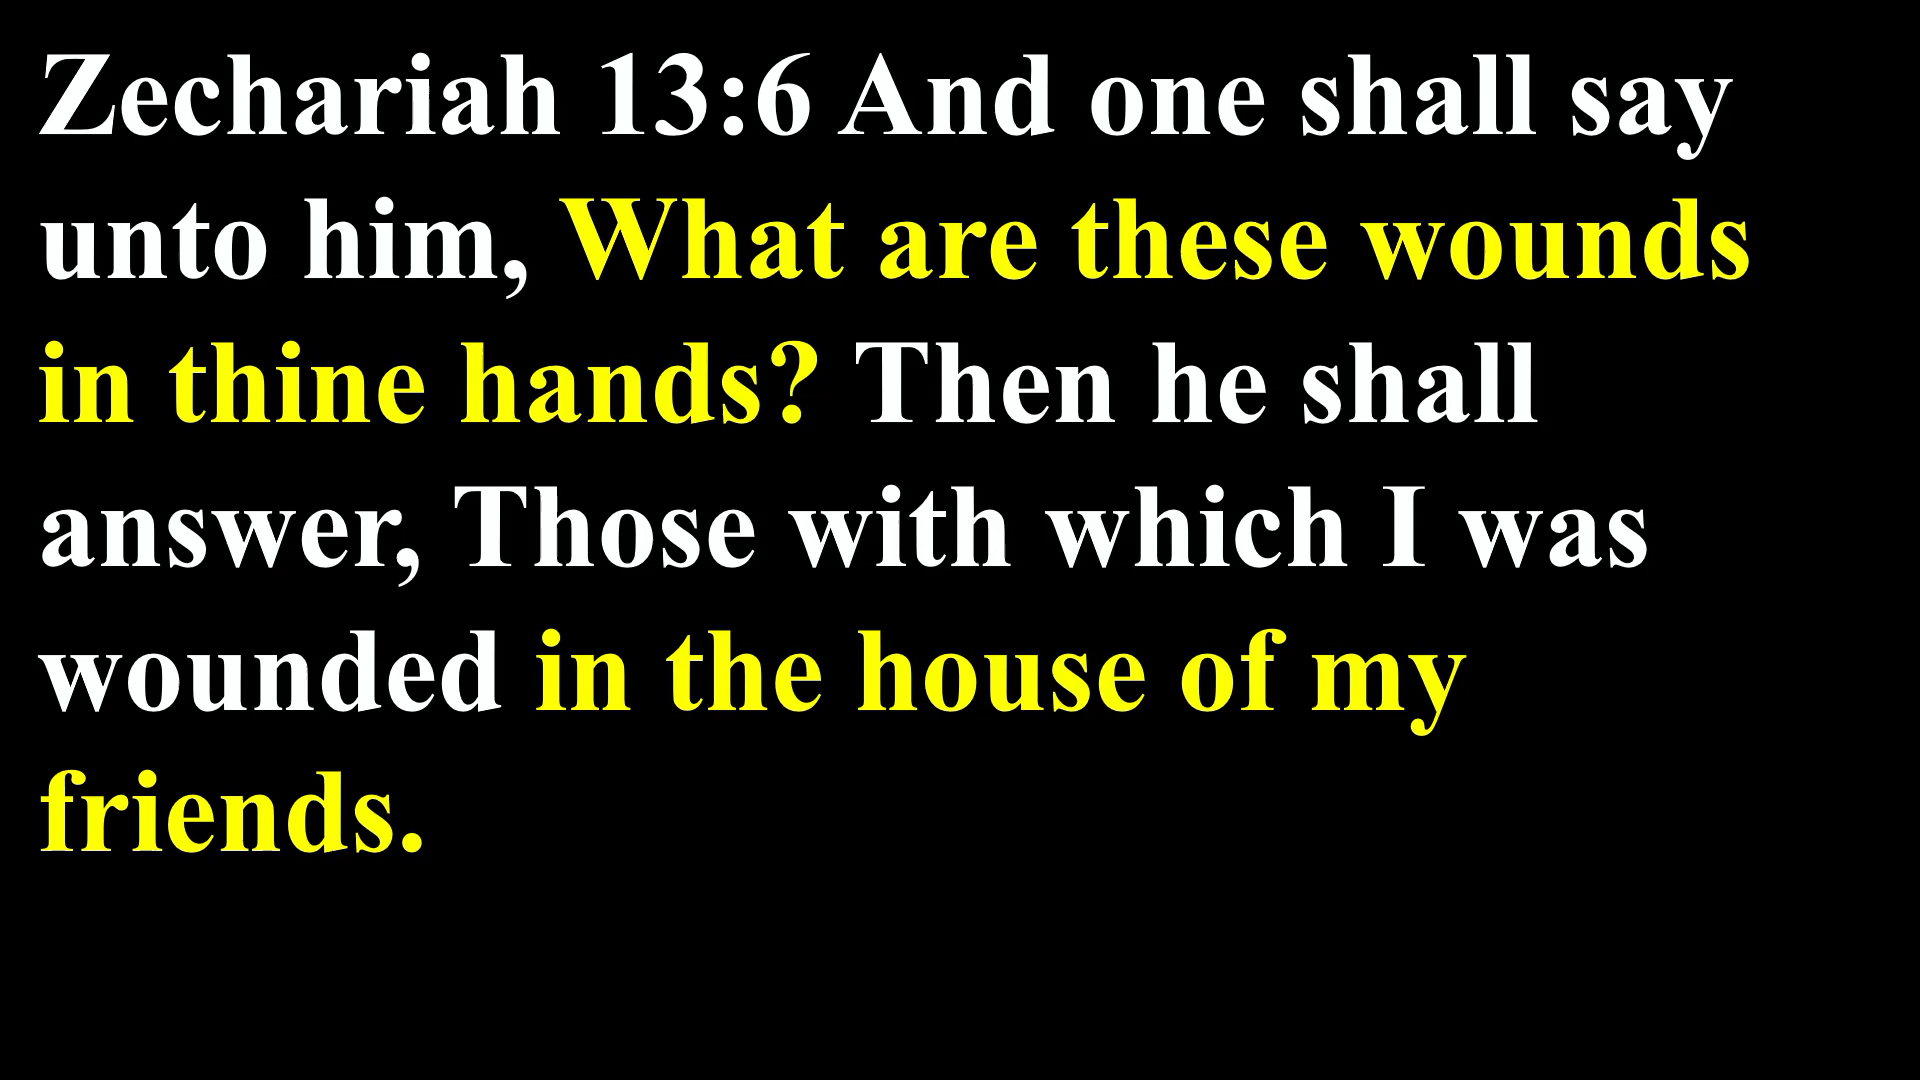 Zechariah 13:6 And one shall say
unto him, What are these wounds
in thine hands? Then he shall
answer, Those with which I was
wounded in the house of my
friends.